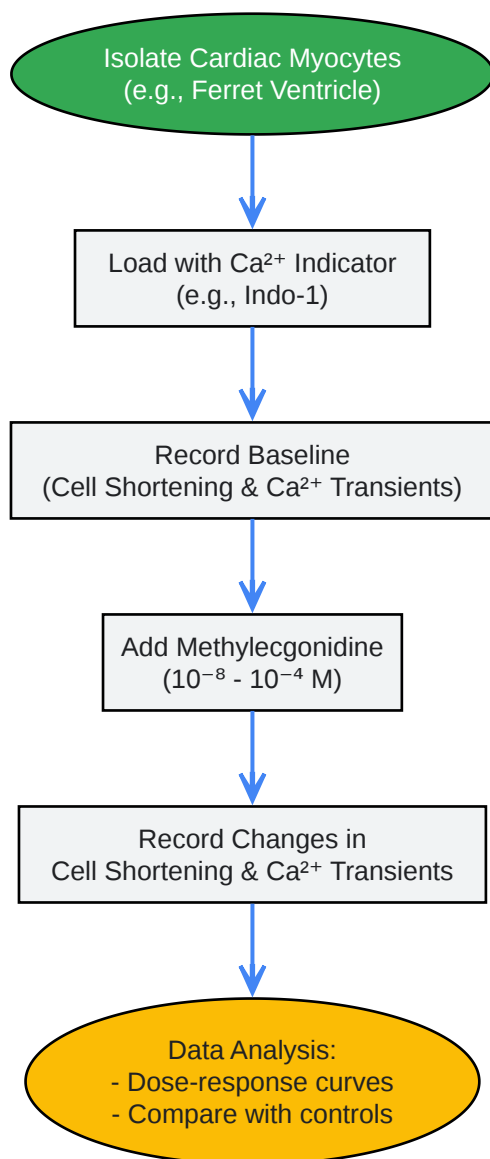 Isolate Cardiac Myocytes
(e.g., Ferret Ventricle)
Load with Ca²⁺ Indicator
(e.g., Indo-1)
Record Baseline
(Cell Shortening & Ca²⁺ Transients)
Add Methylecgonidine
(10⁻⁸ - 10⁻⁴ M)
Record Changes in
Cell Shortening & Ca²⁺ Transients
Data Analysis:
- Dose-response curves
- Compare with controls